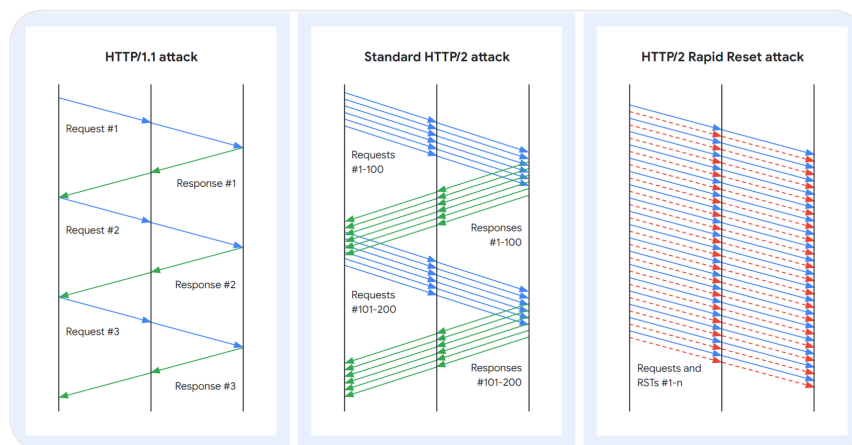 HTTP/1.1 attack
Request #1
Response #1
Request #2
Response #2
Request #3
Response #3
Standard HTTP/2 attack
Requests
#1-100
Responses
#1-100
Requests
#101-200
Responses
#101-200
HTTP/2 Rapid Reset attack
Requests and
RSTs #1-n